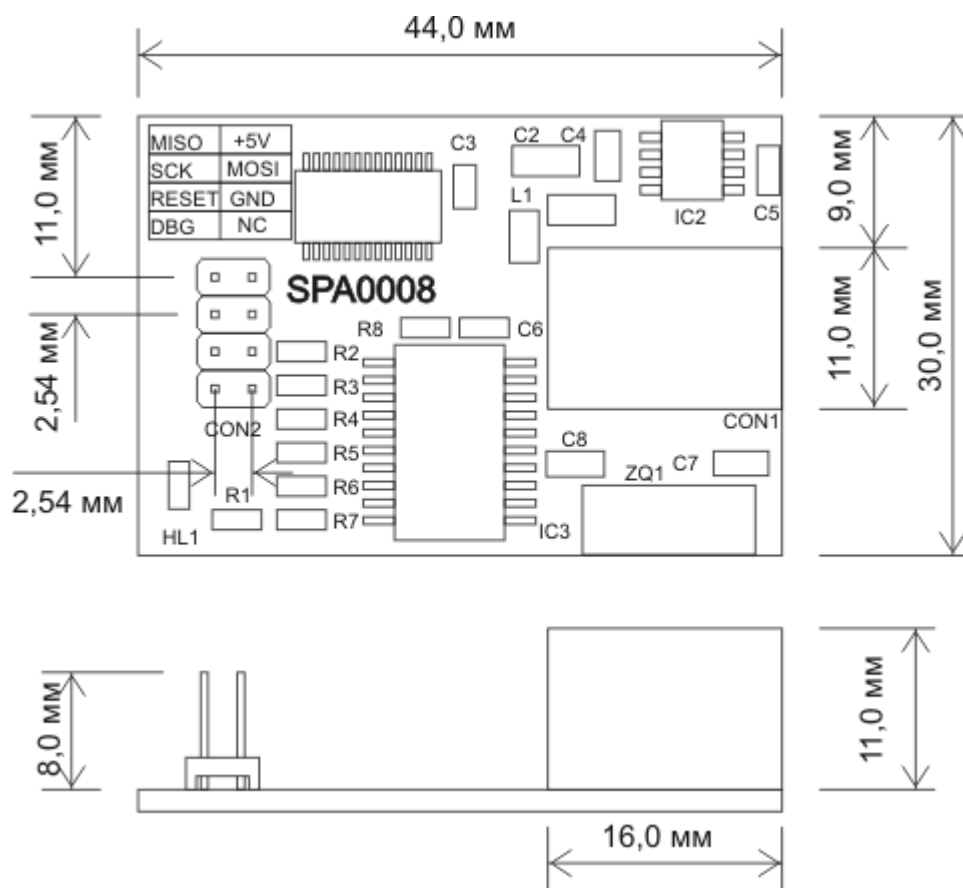 44,0 мм
MISO +5V
SCK MOSI
RESET GND
DBG NC
C3
C2
C4
L1
IC2
C5
11,0 мм
9,0 мм
SPA0008
R8
C6
2,54 мм
R2
R3
R4
R5
R6
R7
CON2
11,0 мм
30,0 мм
CON1
C8
C7
ZQ1
2,54 мм
R1
HL1
IC3
8,0 мм
11,0 мм
16,0 мм